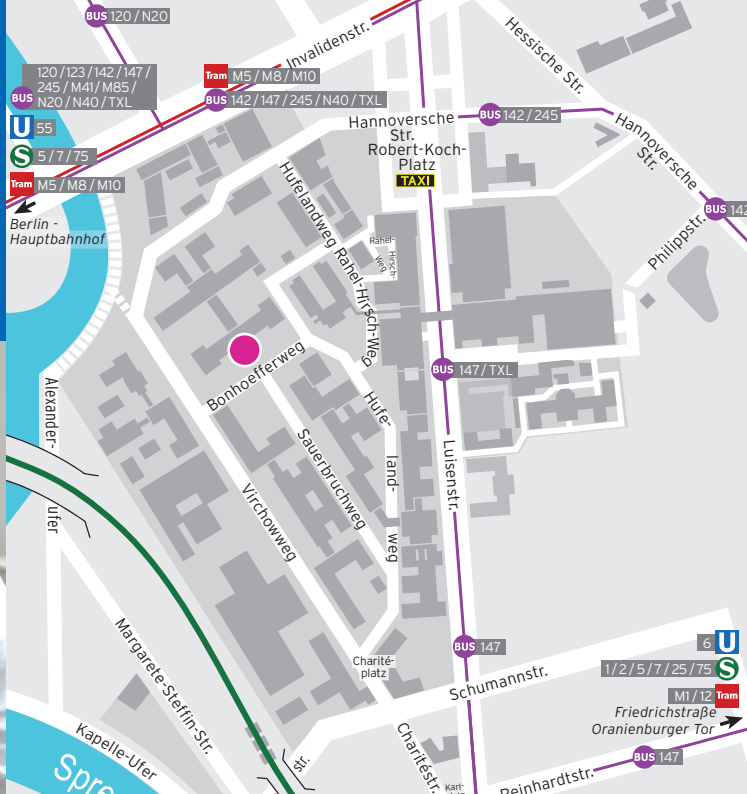 BUS 120 / N20
Hessische Str.
Invalidenstr.
120 / 123 / 142 / 147 /
245 / M41 / M85 /
BUS N20 / N40 / TXL
Tram M5 / M8 / M10
BUS 142 / 147 / 245 / N40 / TXL
U 55
S 5 / 7 / 75
Tram M5 / M8 / M10
Berlin -
Hauptbahnhof
Hannoversche
Str.
Robert-Koch-
Platz
TAXI
BUS 142 / 245
Hannoversche
Str.
BUS 142
Philippstr.
Hufelandweg
Rahel-Hirsch-Weg
Rahel-
Hirsch-
Weg
Bonhoefferweg
BUS 147 / TXL
Alexander-
ufer
Hufe-
land-
weg
Sauerbruchweg
Virchowweg
Luisenstr.
Margarete-Steffin-Str.
Charité-
platz
BUS 147
Schumannstr.
6 U
1 / 2 / 5 / 7 / 25 / 75 S
M1 / 12 Tram
Friedrichstraße
Oranienburger Tor
Kapelle-Ufer
Spre
str.
Charitéstr.
Karl-
BUS 147
Reinhardtstr.